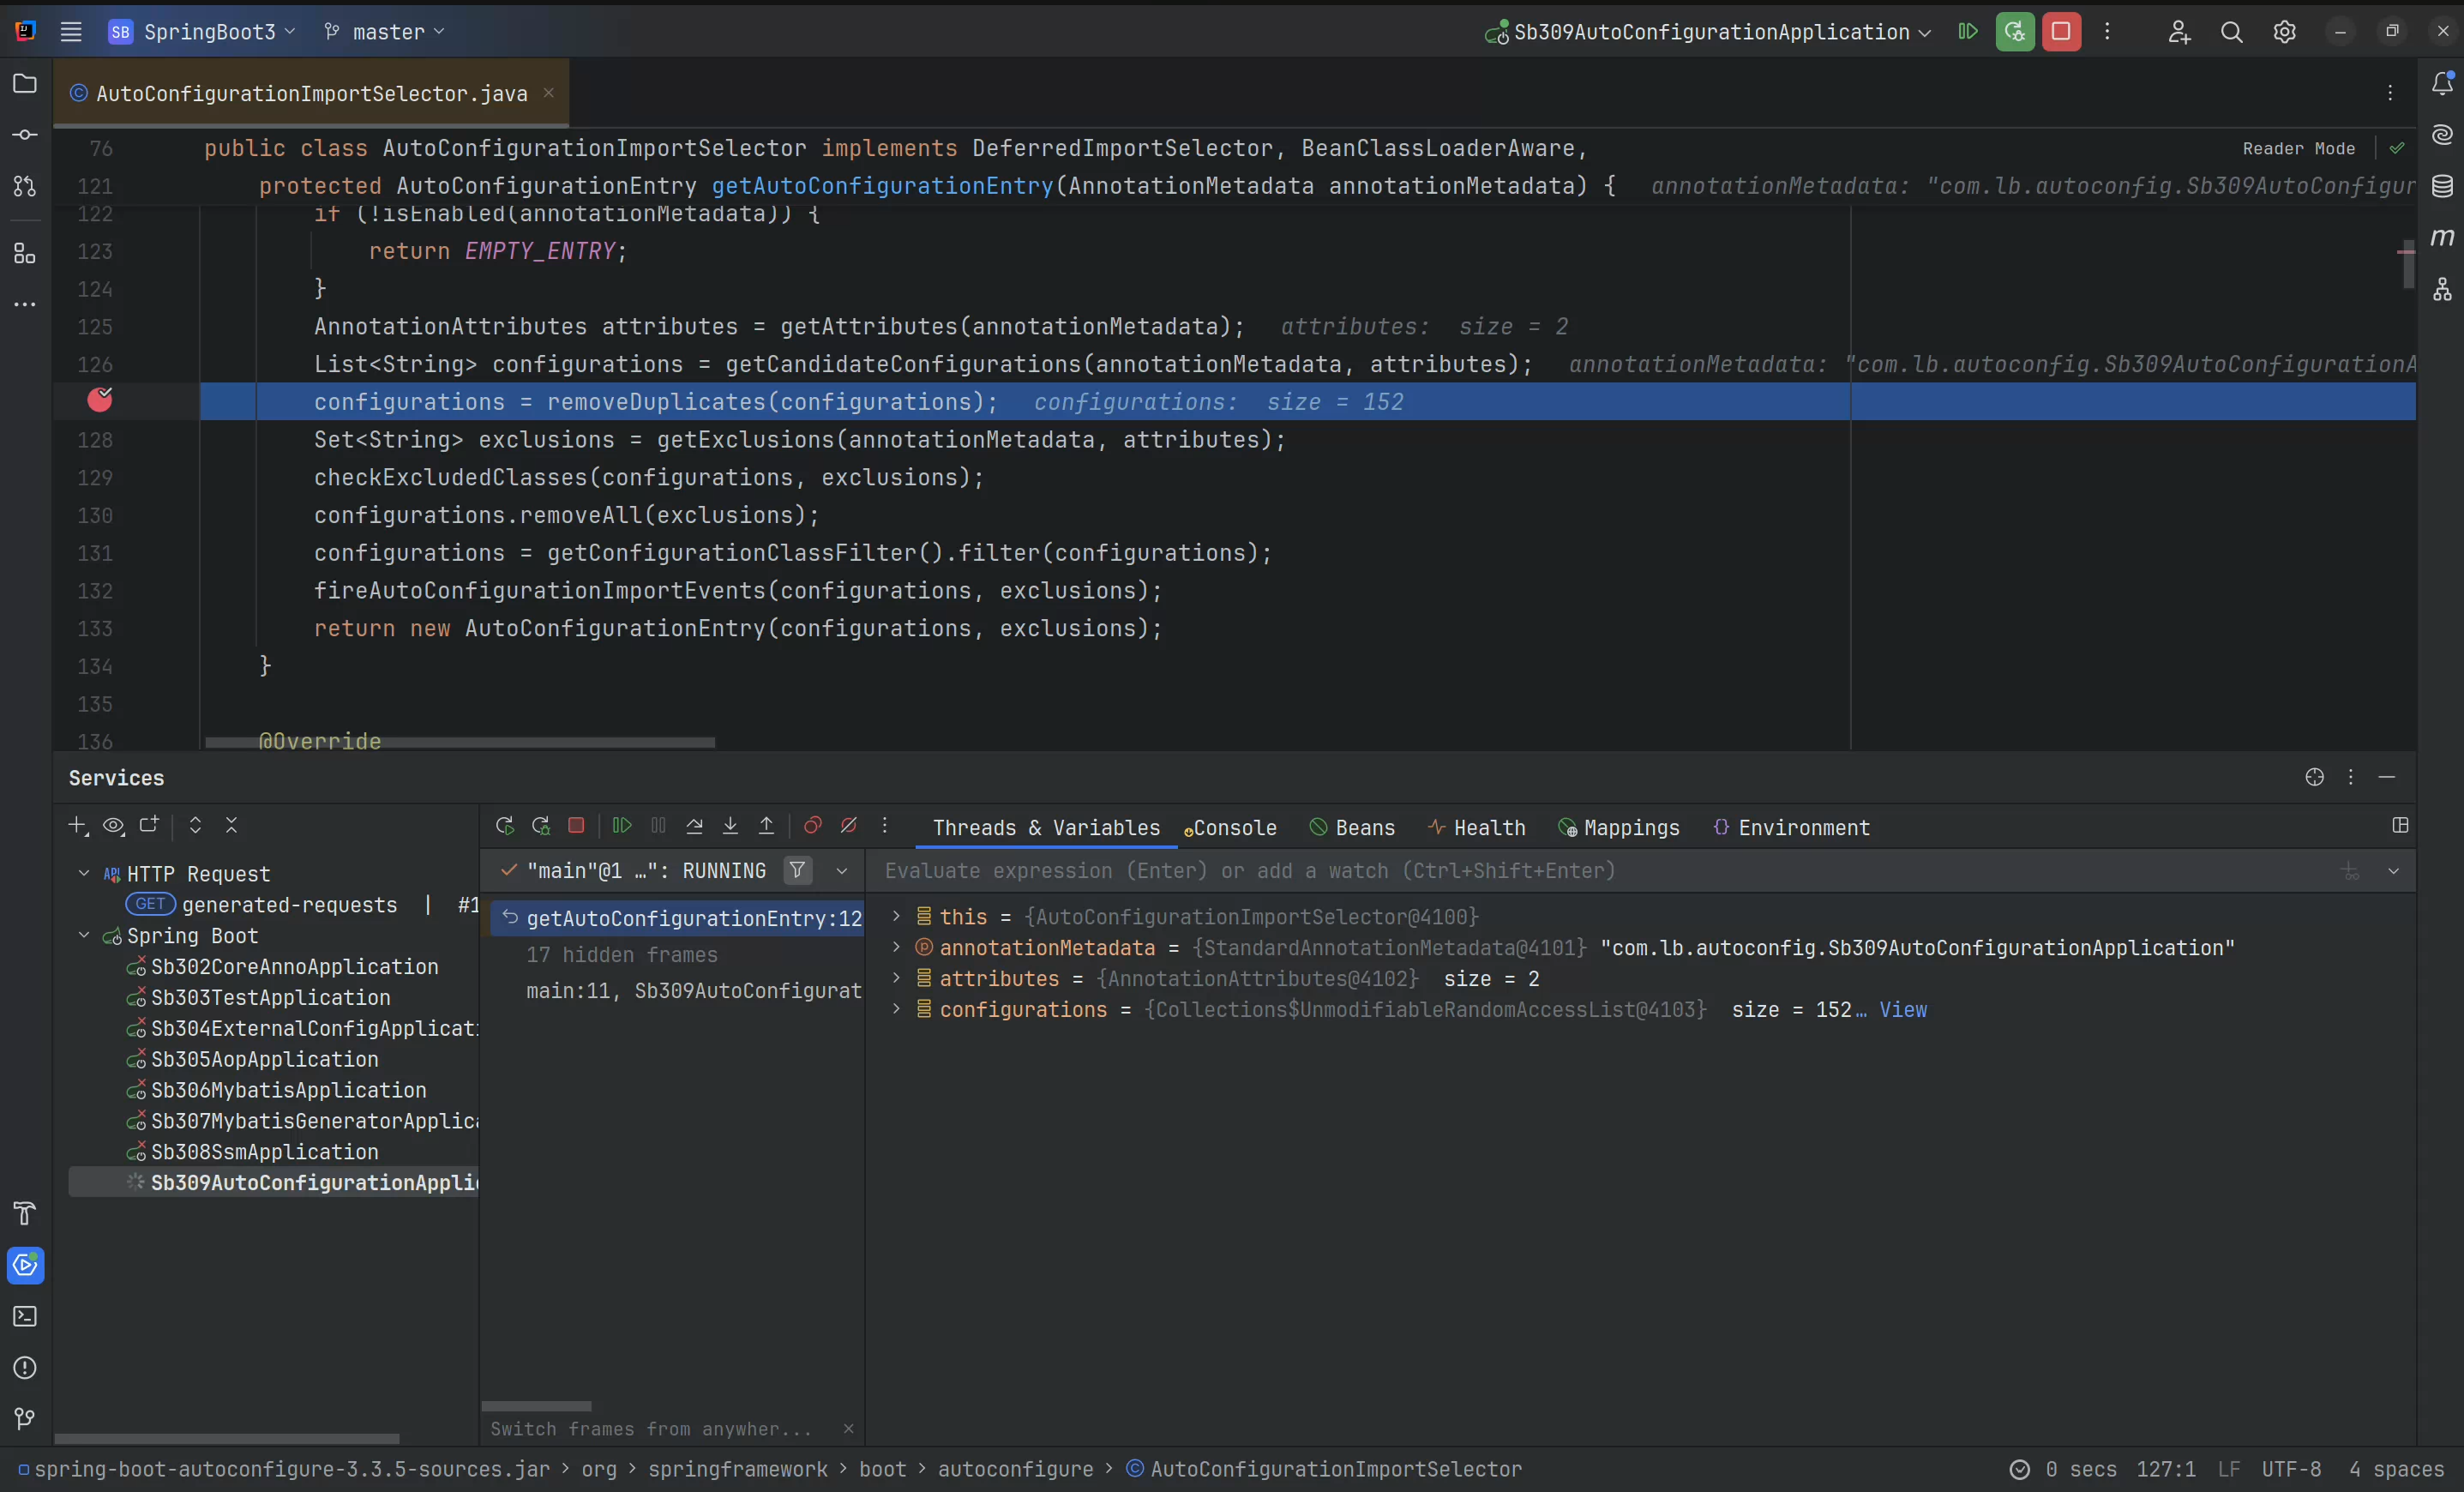 SB SpringBoot3 master Sb309AutoConfigurationApplication
AutoConfigurationImportSelector.java
76 public class AutoConfigurationImportSelector implements DeferredImportSelector, BeanClassLoaderAware, Reader Mode
121 protected AutoConfigurationEntry getAutoConfigurationEntry(AnnotationMetadata annotationMetadata) { annotationMetadata: "com.lb.autoconfig.Sb309AutoConfigur
122 if (!isEnabled(annotationMetadata)) {
123 return EMPTY_ENTRY;
124 }
125 AnnotationAttributes attributes = getAttributes(annotationMetadata); attributes: size = 2
126 List<String> configurations = getCandidateConfigurations(annotationMetadata, attributes); annotationMetadata: "com.lb.autoconfig.Sb309AutoConfigurationA
configurations = removeDuplicates(configurations); configurations: size = 152
128 Set<String> exclusions = getExclusions(annotationMetadata, attributes);
129 checkExcludedClasses(configurations, exclusions);
130 configurations.removeAll(exclusions);
131 configurations = getConfigurationClassFilter().filter(configurations);
132 fireAutoConfigurationImportEvents(configurations, exclusions);
133 return new AutoConfigurationEntry(configurations, exclusions);
134 }
135
136 @Override
Services
Threads & Variables Console Beans Health Mappings Environment
"main"@1 …": RUNNING
Evaluate expression (Enter) or add a watch (Ctrl+Shift+Enter)
API HTTP Request
GET generated-requests | #1
Spring Boot
Sb302CoreAnnoApplication
Sb303TestApplication
Sb304ExternalConfigApplicati
Sb305AopApplication
Sb306MybatisApplication
Sb307MybatisGeneratorApplica
Sb308SsmApplication
Sb309AutoConfigurationApplic
getAutoConfigurationEntry:12
17 hidden frames
main:11, Sb309AutoConfigurat
Switch frames from anywher...
this = {AutoConfigurationImportSelector@4100}
annotationMetadata = {StandardAnnotationMetadata@4101} "com.lb.autoconfig.Sb309AutoConfigurationApplication"
attributes = {AnnotationAttributes@4102} size = 2
configurations = {Collections$UnmodifiableRandomAccessList@4103} size = 152… View
spring-boot-autoconfigure-3.3.5-sources.jar > org > springframework > boot > autoconfigure > AutoConfigurationImportSelector 0 secs 127:1 LF UTF-8 4 spaces